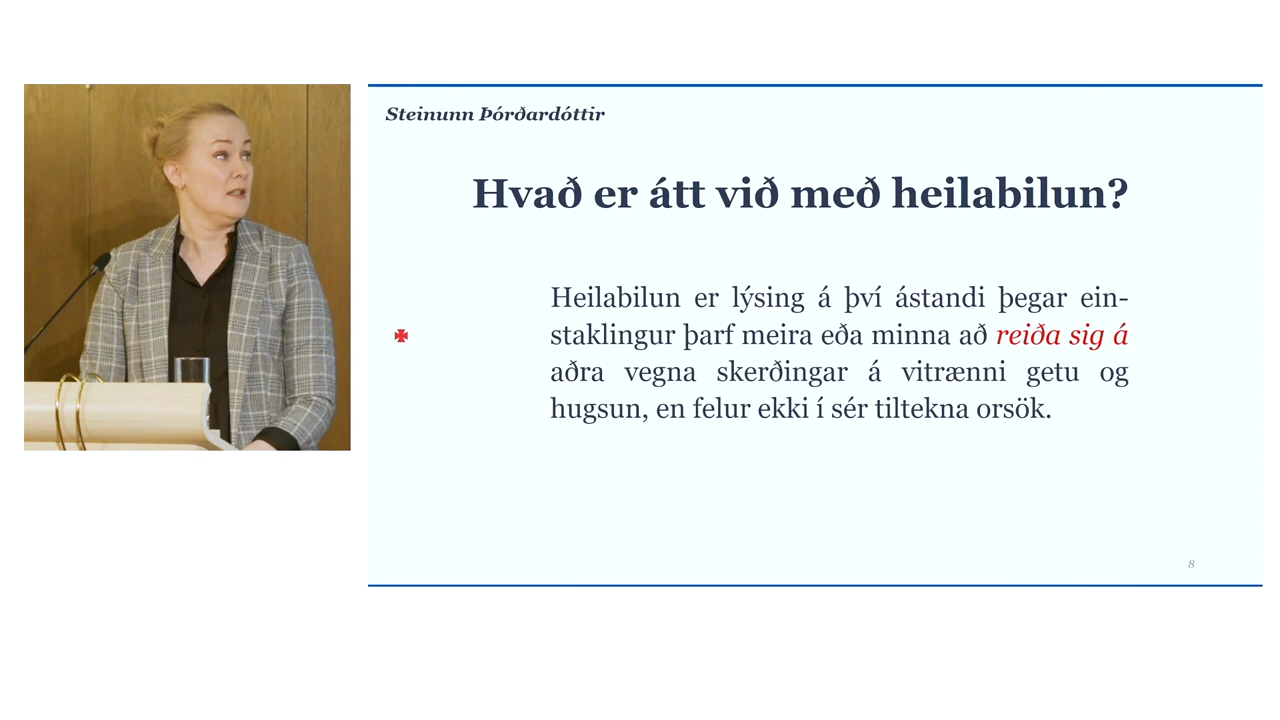 Steinunn Þórðardóttir
Hvað er átt við með heilabilun?
Heilabilun er lýsing á því ástandi þegar ein-
staklingur þarf meira eða minna að reiða sig á
aðra vegna skerðingar á vitrænni getu og
hugsun, en felur ekki í sér tiltekna orsök.
8